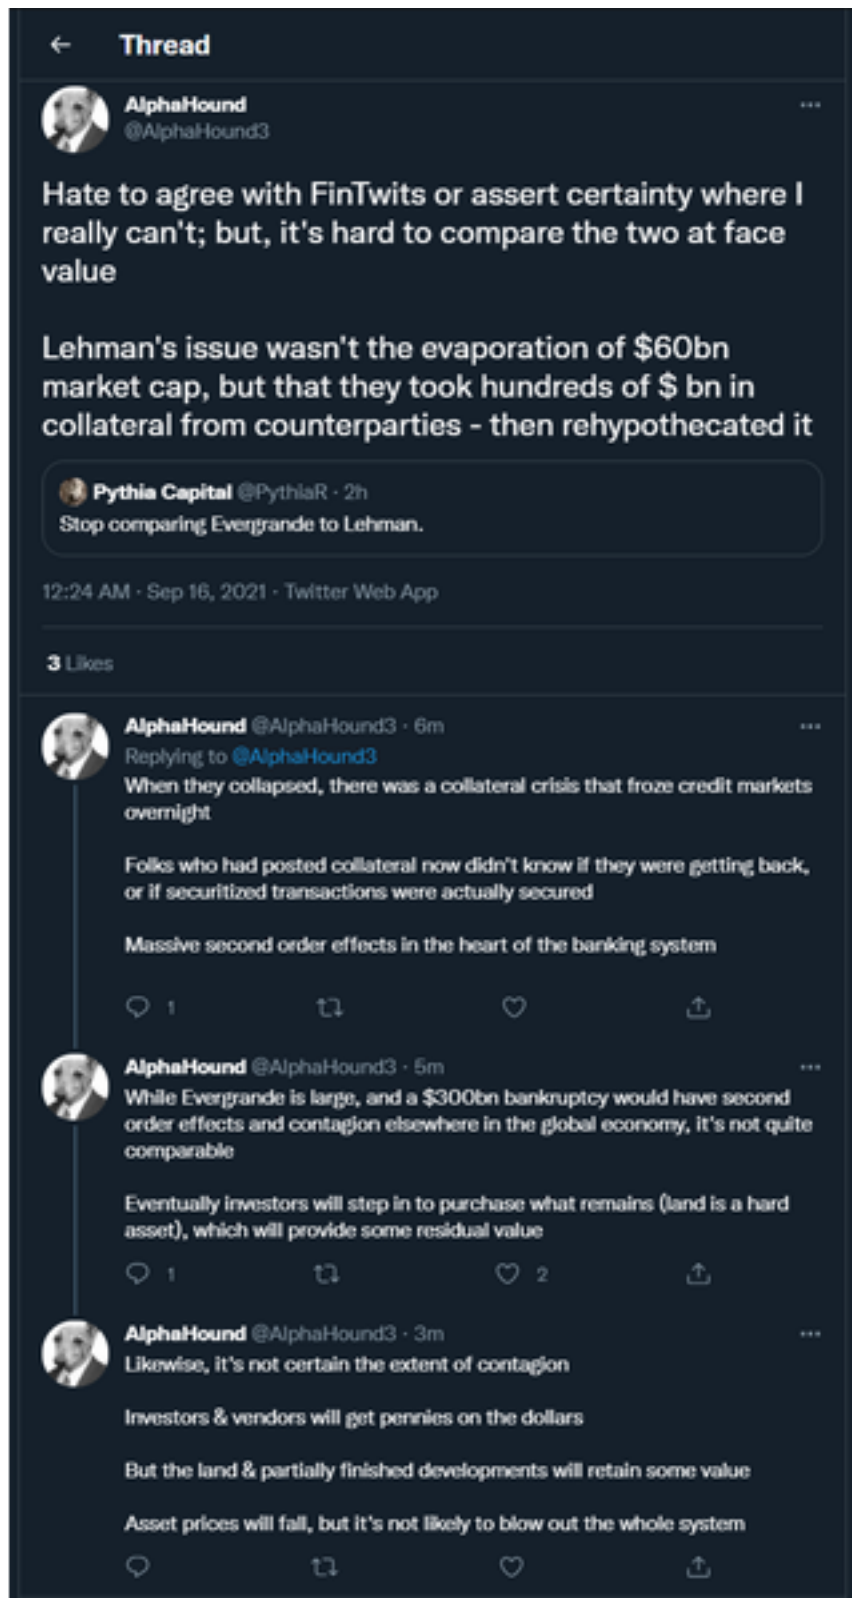 Thread
AlphaHound
@AlphaHound3
Hate to agree with FinTwits or assert certainty where I
really can't; but, it's hard to compare the two at face
value
Lehman's issue wasn't the evaporation of $60bn
market cap, but that they took hundreds of $ bn in
collateral from counterparties - then rehypothecated it
Pythia Capital @PythiaR · 2h
Stop comparing Evergrande to Lehman.
12:24 AM · Sep 16, 2021 · Twitter Web App
3 Likes
AlphaHound @AlphaHound3 · 6m
Replying to @AlphaHound3
When they collapsed, there was a collateral crisis that froze credit markets
overnight
Folks who had posted collateral now didn't know if they were getting back,
or if securitized transactions were actually secured
Massive second order effects in the heart of the banking system
1
AlphaHound @AlphaHound3 · 5m
While Evergrande is large, and a $300bn bankruptcy would have second
order effects and contagion elsewhere in the global economy, it's not quite
comparable
Eventually investors will step in to purchase what remains (land is a hard
asset), which will provide some residual value
1 2
AlphaHound @AlphaHound3 · 3m
Likewise, it's not certain the extent of contagion
Investors & vendors will get pennies on the dollars
But the land & partially finished developments will retain some value
Asset prices will fall, but it's not likely to blow out the whole system